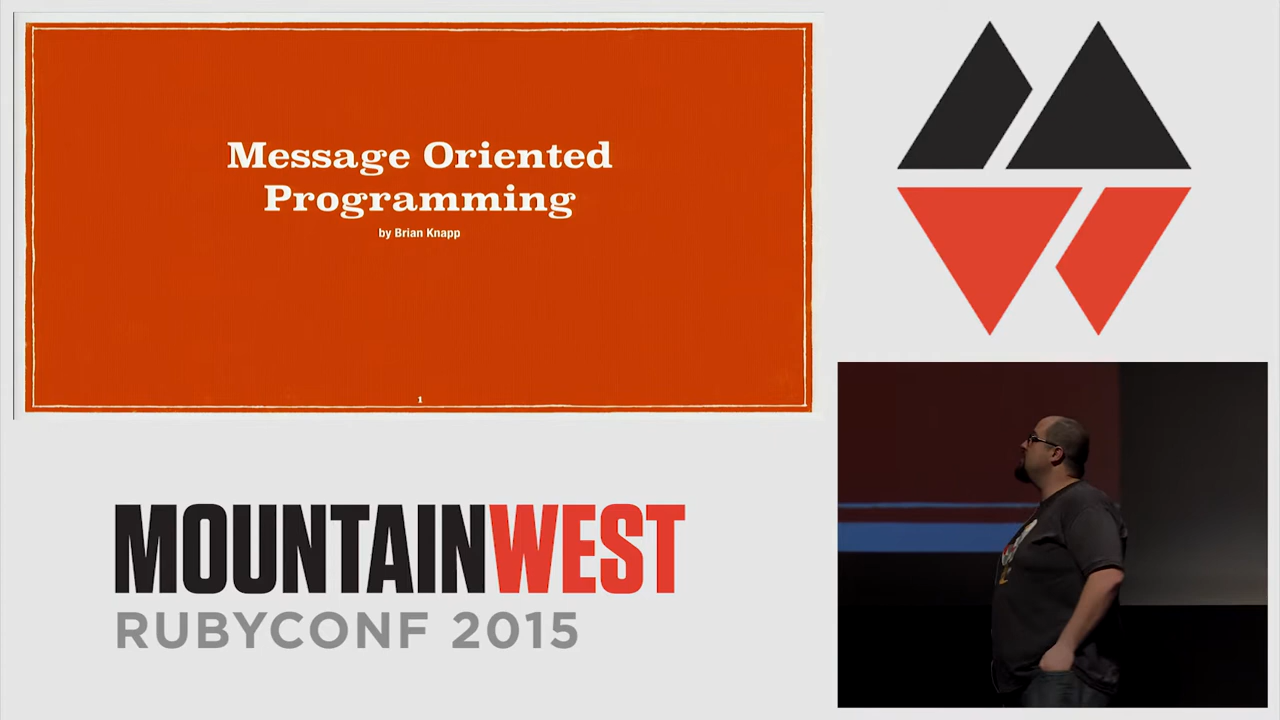 Message Oriented
Programming
by Brian Knapp
1
MOUNTAINWEST
RUBYCONF 2015